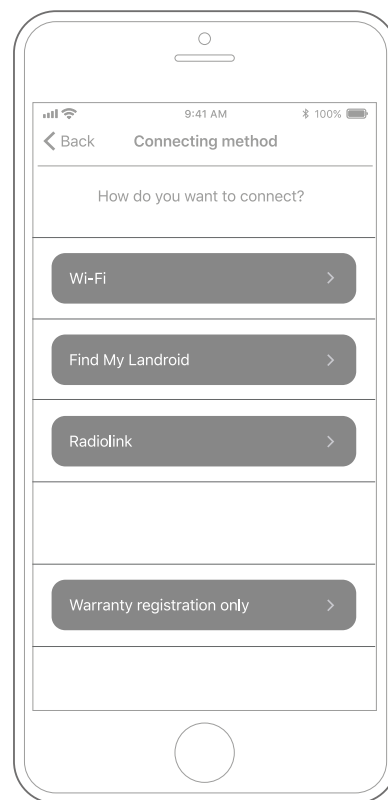 9:41 AM 100%
Back Connecting method
How do you want to connect?
Wi-Fi
Find My Landroid
Radiolink
Warranty registration only